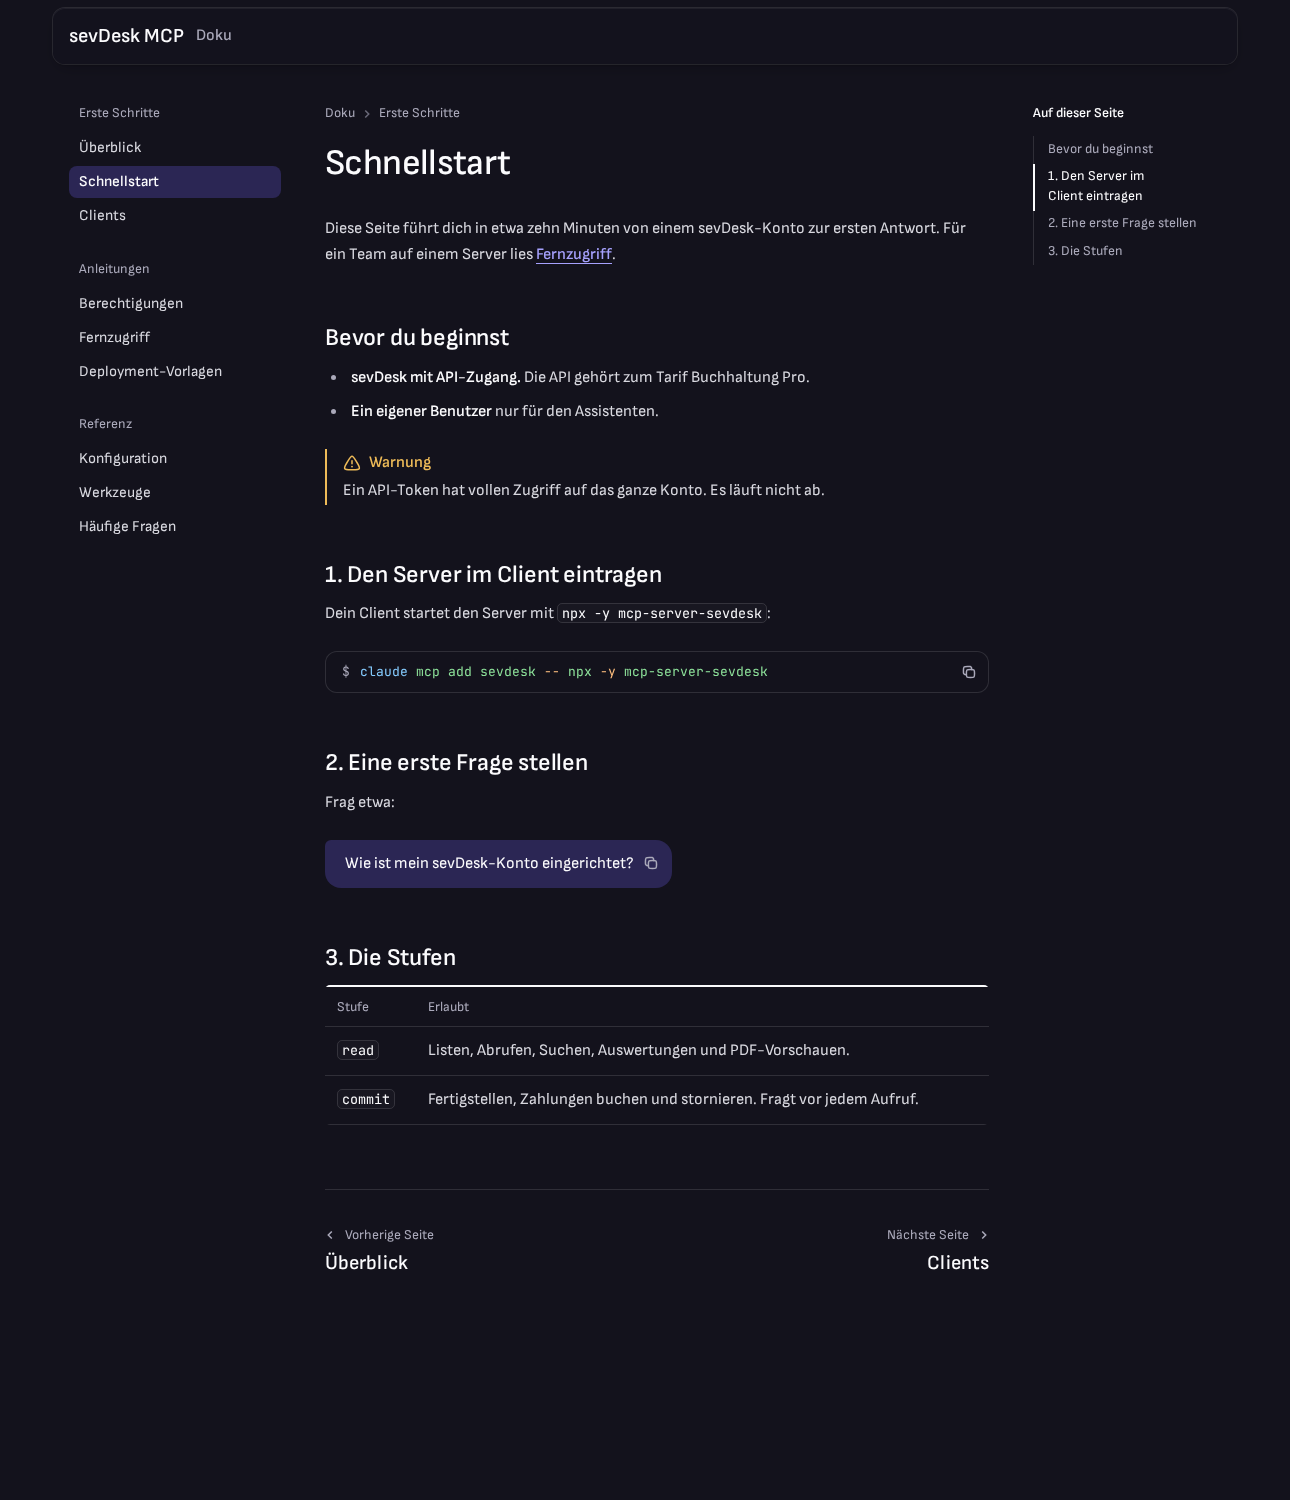 sevDesk MCP Doku
Erste Schritte
Überblick
Schnellstart
Clients
Anleitungen
Berechtigungen
Fernzugriff
Deployment-Vorlagen
Referenz
Konfiguration
Werkzeuge
Häufige Fragen
Doku > Erste Schritte
Schnellstart
Diese Seite führt dich in etwa zehn Minuten von einem sevDesk-Konto zur ersten Antwort. Für
ein Team auf einem Server lies Fernzugriff.
Bevor du beginnst
• sevDesk mit API-Zugang. Die API gehört zum Tarif Buchhaltung Pro.
• Ein eigener Benutzer nur für den Assistenten.
Warnung
Ein API-Token hat vollen Zugriff auf das ganze Konto. Es läuft nicht ab.
1. Den Server im Client eintragen
Dein Client startet den Server mit npx -y mcp-server-sevdesk:
$ claude mcp add sevdesk -- npx -y mcp-server-sevdesk
2. Eine erste Frage stellen
Frag etwa:
Wie ist mein sevDesk-Konto eingerichtet?
3. Die Stufen
Stufe Erlaubt
read Listen, Abrufen, Suchen, Auswertungen und PDF-Vorschauen.
commit Fertigstellen, Zahlungen buchen und stornieren. Fragt vor jedem Aufruf.
Vorherige Seite
Überblick
Nächste Seite
Clients
Auf dieser Seite
Bevor du beginnst
1. Den Server im
Client eintragen
2. Eine erste Frage stellen
3. Die Stufen